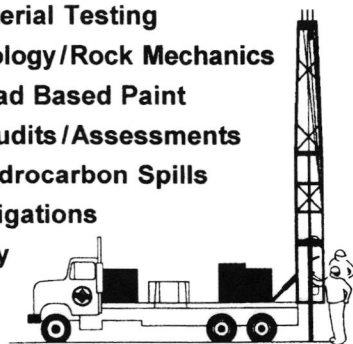 erial Testing
ology/Rock Mechanics
ad Based Paint
udits/Assessments
drocarbon Spills
igations
y